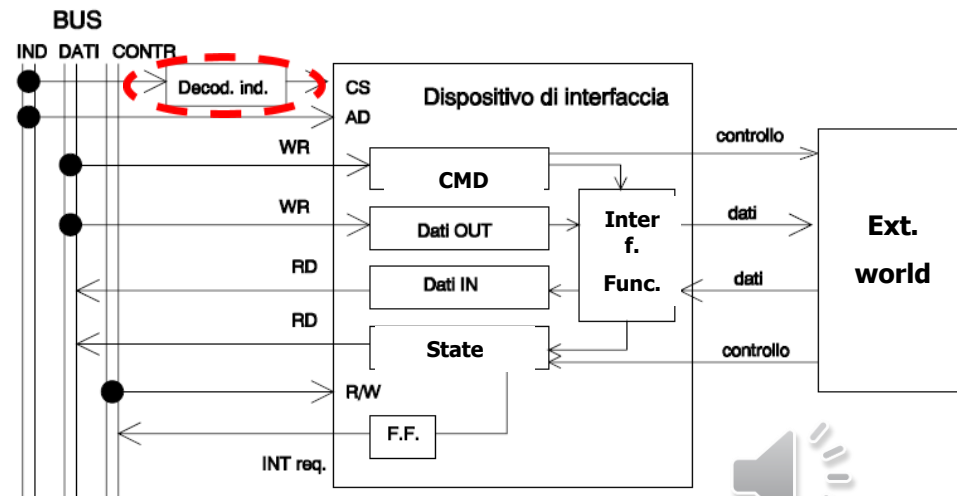 BUS
IND DATI CONTR
Decod. ind.
CS
Dispositivo di interfaccia
AD
WR
CMD
controllo
WR
Dati OUT
Inter
f.
Func.
dati
Ext.
world
RD
Dati IN
dati
RD
State
controllo
R/W
F.F.
INT req.